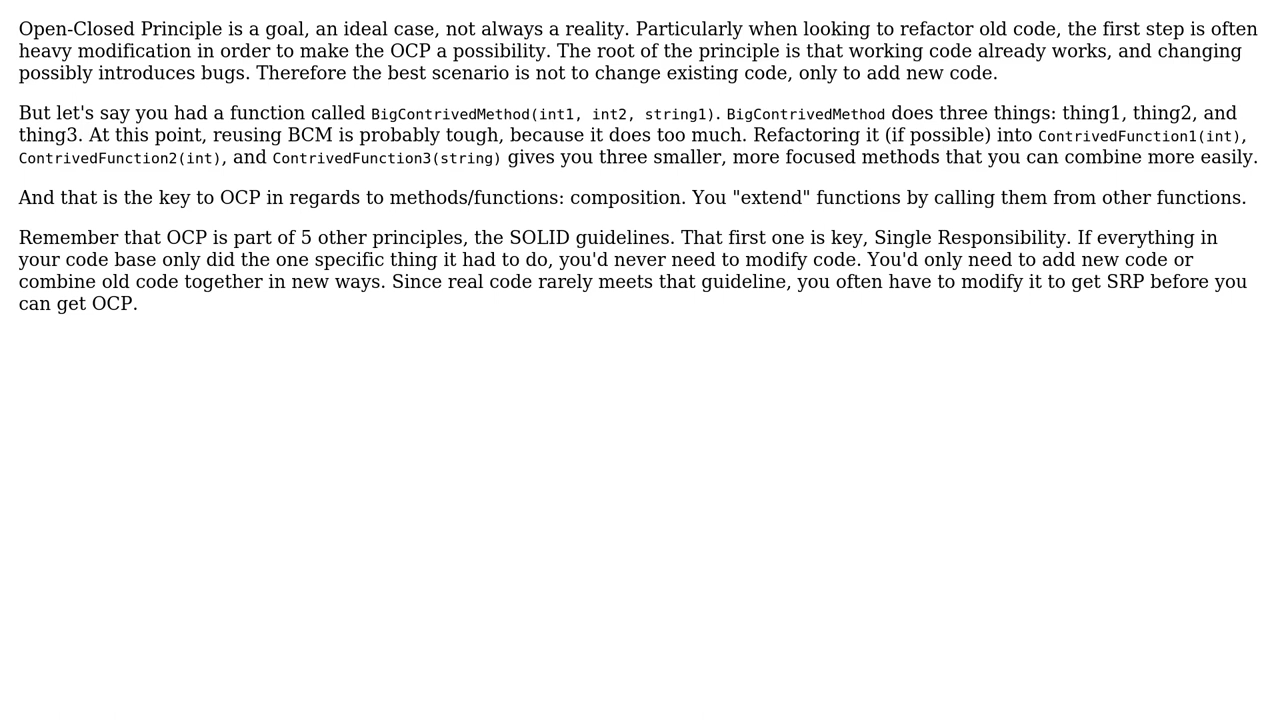 Open-Closed Principle is a goal, an ideal case, not always a reality. Particularly when looking to refactor old code, the first step is often
heavy modification in order to make the OCP a possibility. The root of the principle is that working code already works, and changing
possibly introduces bugs. Therefore the best scenario is not to change existing code, only to add new code.
But let's say you had a function called BigContrivedMethod(int1, int2, string1). BigContrivedMethod does three things: thing1, thing2, and
thing3. At this point, reusing BCM is probably tough, because it does too much. Refactoring it (if possible) into ContrivedFunction1(int),
ContrivedFunction2(int), and ContrivedFunction3(string) gives you three smaller, more focused methods that you can combine more easily.
And that is the key to OCP in regards to methods/functions: composition. You "extend" functions by calling them from other functions.
Remember that OCP is part of 5 other principles, the SOLID guidelines. That first one is key, Single Responsibility. If everything in
your code base only did the one specific thing it had to do, you'd never need to modify code. You'd only need to add new code or
combine old code together in new ways. Since real code rarely meets that guideline, you often have to modify it to get SRP before you
can get OCP.